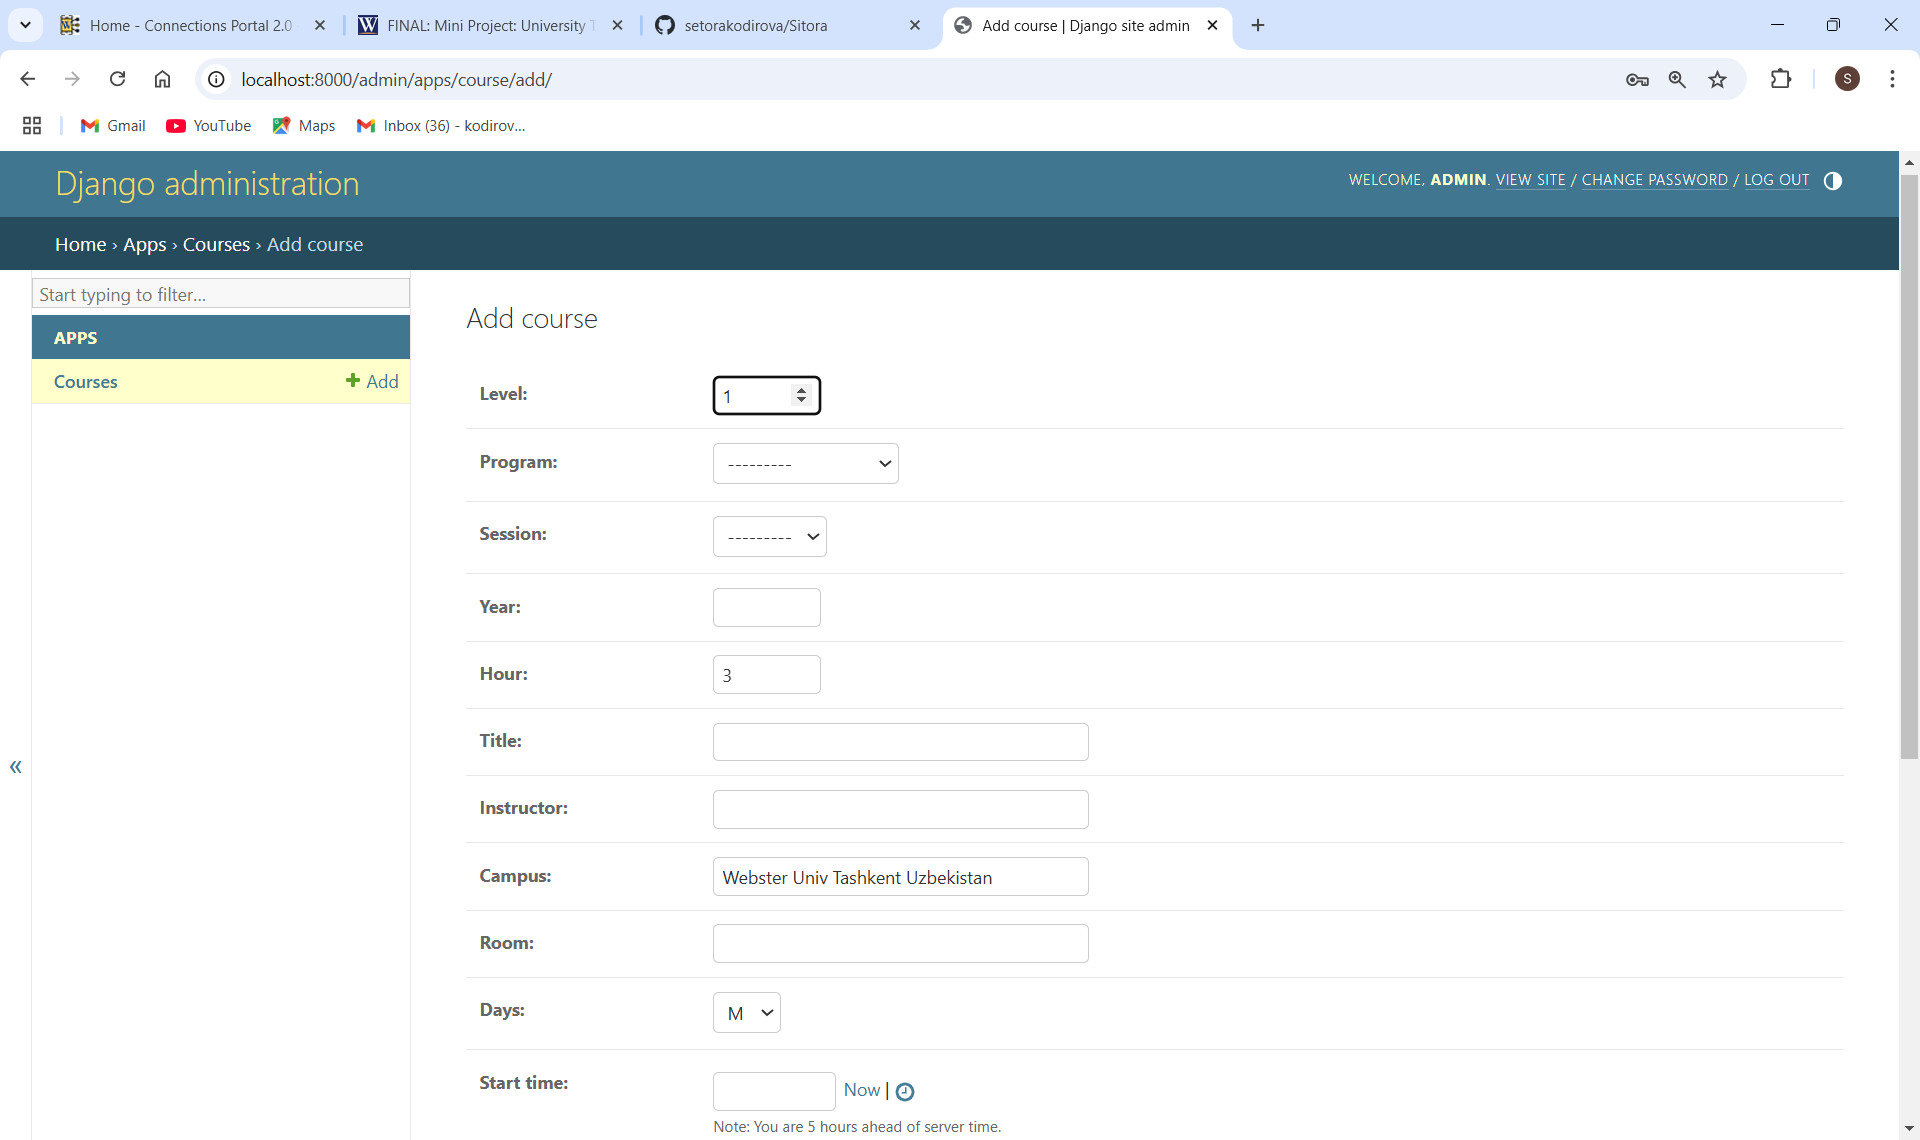 Home - Connections Portal 2.0
FINAL: Mini Project: University T
setorakodirova/Sitora
Add course | Django site admin
localhost:8000/admin/apps/course/add/
S
Gmail
YouTube
Maps
Inbox (36) - kodirov...
Django administration
WELCOME, ADMIN. VIEW SITE / CHANGE PASSWORD / LOG OUT
Home › Apps › Courses › Add course
Start typing to filter...
APPS
Courses
Add
«
Add course
Level:
1
Program:
---------
Session:
---------
Year:
Hour:
3
Title:
Instructor:
Campus:
Webster Univ Tashkent Uzbekistan
Room:
Days:
M
Start time:
Now |
Note: You are 5 hours ahead of server time.